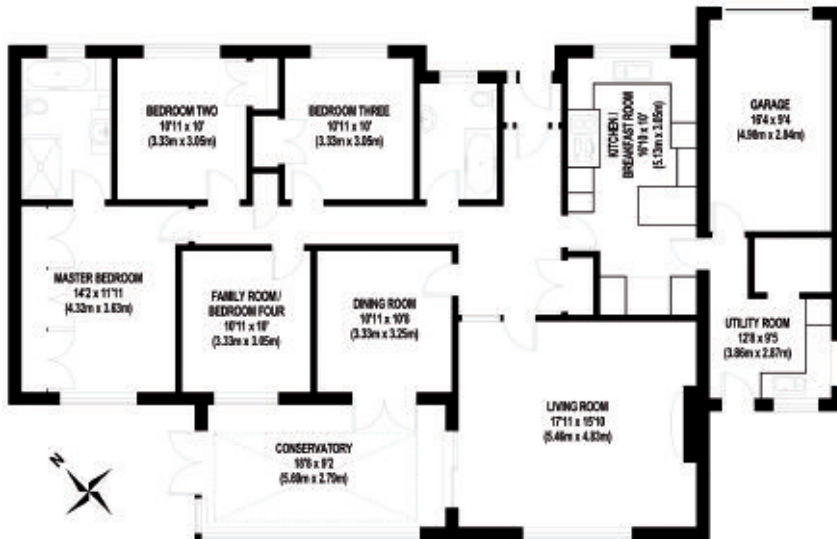 BEDROOM TWO
10'11 x 10'
(3.33m x 3.05m)
BEDROOM THREE
10'11 x 10'
(3.33m x 3.05m)
KITCHEN /
BREAKFAST ROOM
16'10 x 10'
(5.13m x 3.05m)
GARAGE
16'4 x 9'4
(4.98m x 2.84m)
MASTER BEDROOM
14'2 x 11'11
(4.32m x 3.63m)
FAMILY ROOM /
BEDROOM FOUR
10'11 x 10'
(3.33m x 3.05m)
DINING ROOM
10'11 x 10'8
(3.33m x 3.25m)
UTILITY ROOM
12'8 x 9'5
(3.86m x 2.87m)
LIVING ROOM
17'11 x 15'10
(5.46m x 4.83m)
CONSERVATORY
18'8 x 9'2
(5.69m x 2.79m)
N